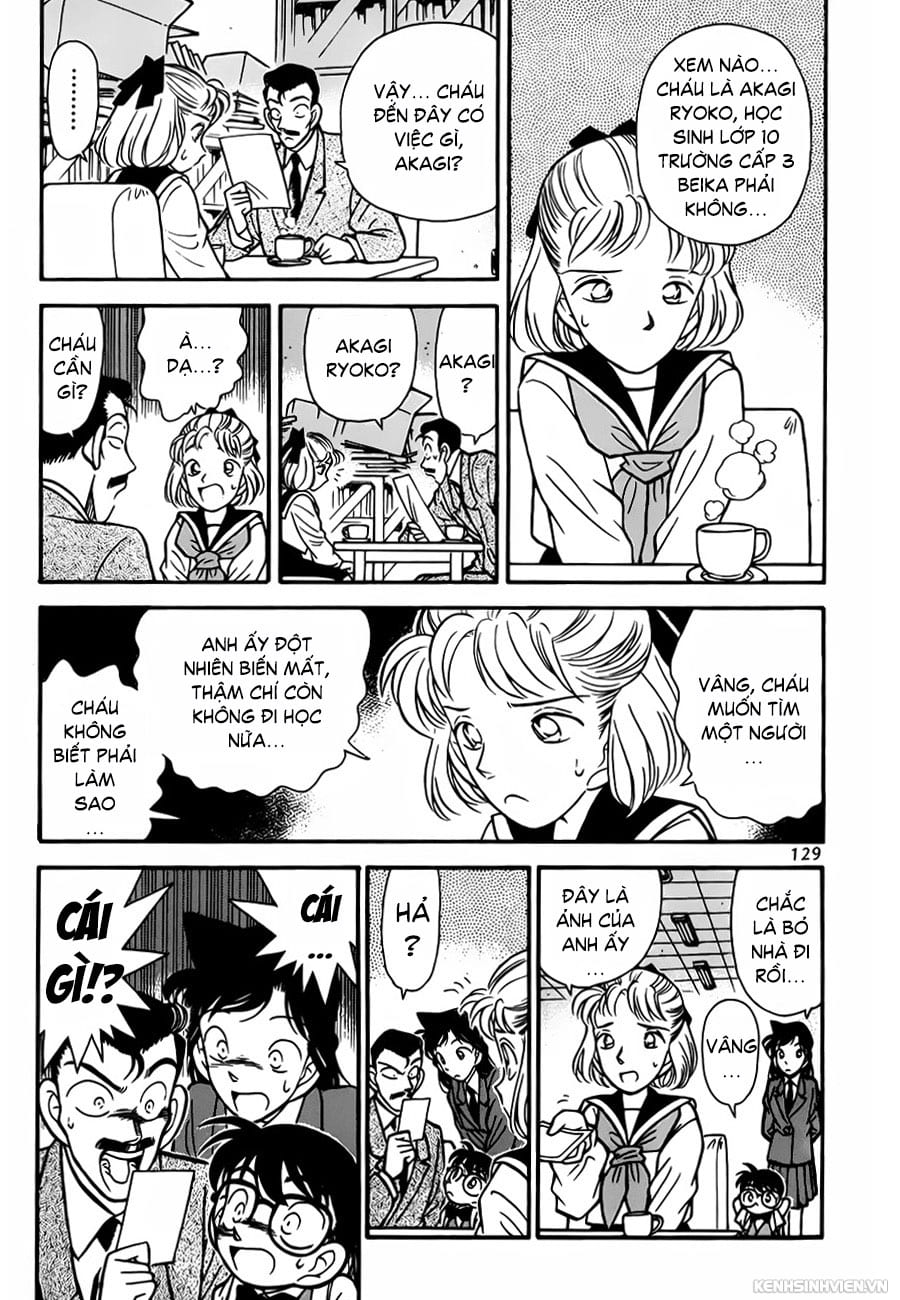 XEM NÀO...
CHÁU LÀ AKAGI
RYOKO, HỌC
SINH LỚP 10
TRƯỜNG CẤP 3
BEIKA PHẢI
KHÔNG...
VẬY... CHÁU
ĐẾN ĐÂY CÓ
VIỆC GÌ,
AKAGI?
.........
AKAGI
?
AKAGI
RYOKO?
À...
DẠ...?
CHÁU
CẦN
GÌ?
VÂNG, CHÁU
MUỐN TÌM
MỘT NGƯỜI
...
ANH ẤY ĐỘT
NHIÊN BIẾN MẤT,
THẬM CHÍ CÒN
KHÔNG ĐI HỌC
NỮA...
CHÁU
KHÔNG
BIẾT PHẢI
LÀM
SAO
...
129
CHẮC
LÀ BỎ
NHÀ ĐI
RỒI...
VÂNG
...
ĐÂY LÀ
ẢNH CỦA
ANH ẤY
...
HẢ
?
CÁI
...
CÁI
GÌ!?
KENHSINHVIEN.VN